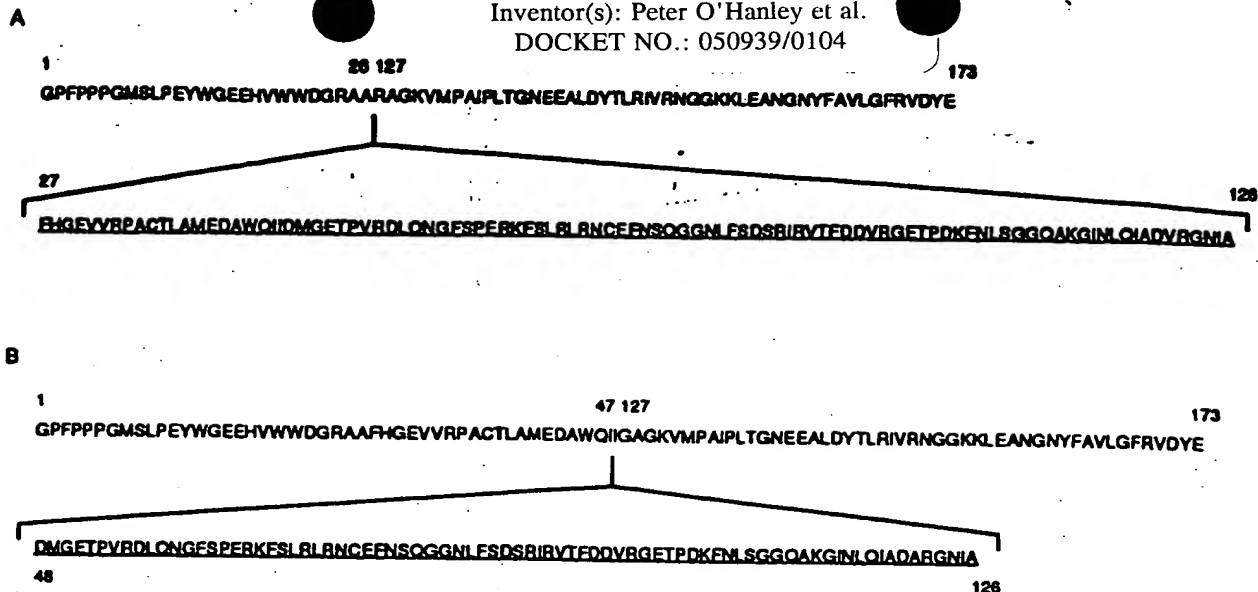 A
Inventor(s): Peter O'Hanley et al.
DOCKET NO.: 050939/0104
1 26 127 173
GPFPPPGMSLPEYWGEEHVWWDGRAARAGKVMPAIPLTGNEEALDYTLRIVRNGGKKLEANGNYFAVLGFRVDYE
27 126
FHGEVVRPACTLAMEDAWQIIDMGETPVRDLQNGFSPERKFSLRLRNCEFNSQGGNLFSDSRIRVTFDDVRGETPDKFNLSGGQAKGINLQIADVRGNIA
B
1 47 127 173
GPFPPPGMSLPEYWGEEHVWWDGRAAFHGEVVRPACTLAMEDAWQIIGAGKVMPAIPLTGNEEALDYTLRIVRNGGKKLEANGNYFAVLGFRVDYE
DMGETPVRDLQNGFSPERKFSLRLRNCEFNSQGGNLFSDSRIRVTFDDVRGETPDKFNLSGGQAKGINLQIADARGNIA
48 126